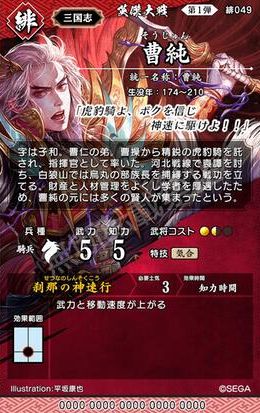 緋
三国志
英傑大戦
第1弾
緋049
そうじゅん
曹純
統一名称:曹純
生没年:174~210
「虎豹騎よ、ボクを信じ
神速に駆けよ!!」
字は子和。曹仁の弟。曹操から精鋭の虎豹騎を託
され、指揮官として率いた。河北戦線で袁譚を討
ち、白狼山では烏丸の部族長を捕縛する戦功を立
てる。財産と人材管理をよくし学者を厚遇したた
め、曹純の元には多くの賢人が集まったという。
兵種 武力 知力 武将コスト
騎兵 5 5 特技 気合
せつなのしんそくこう
刹那の神速行
必要士気 3
効果時間 知力時間
効果範囲
武力と移動速度が上がる
Illustration:平坂康也
©SEGA
0000-0000-0000-0000-0000